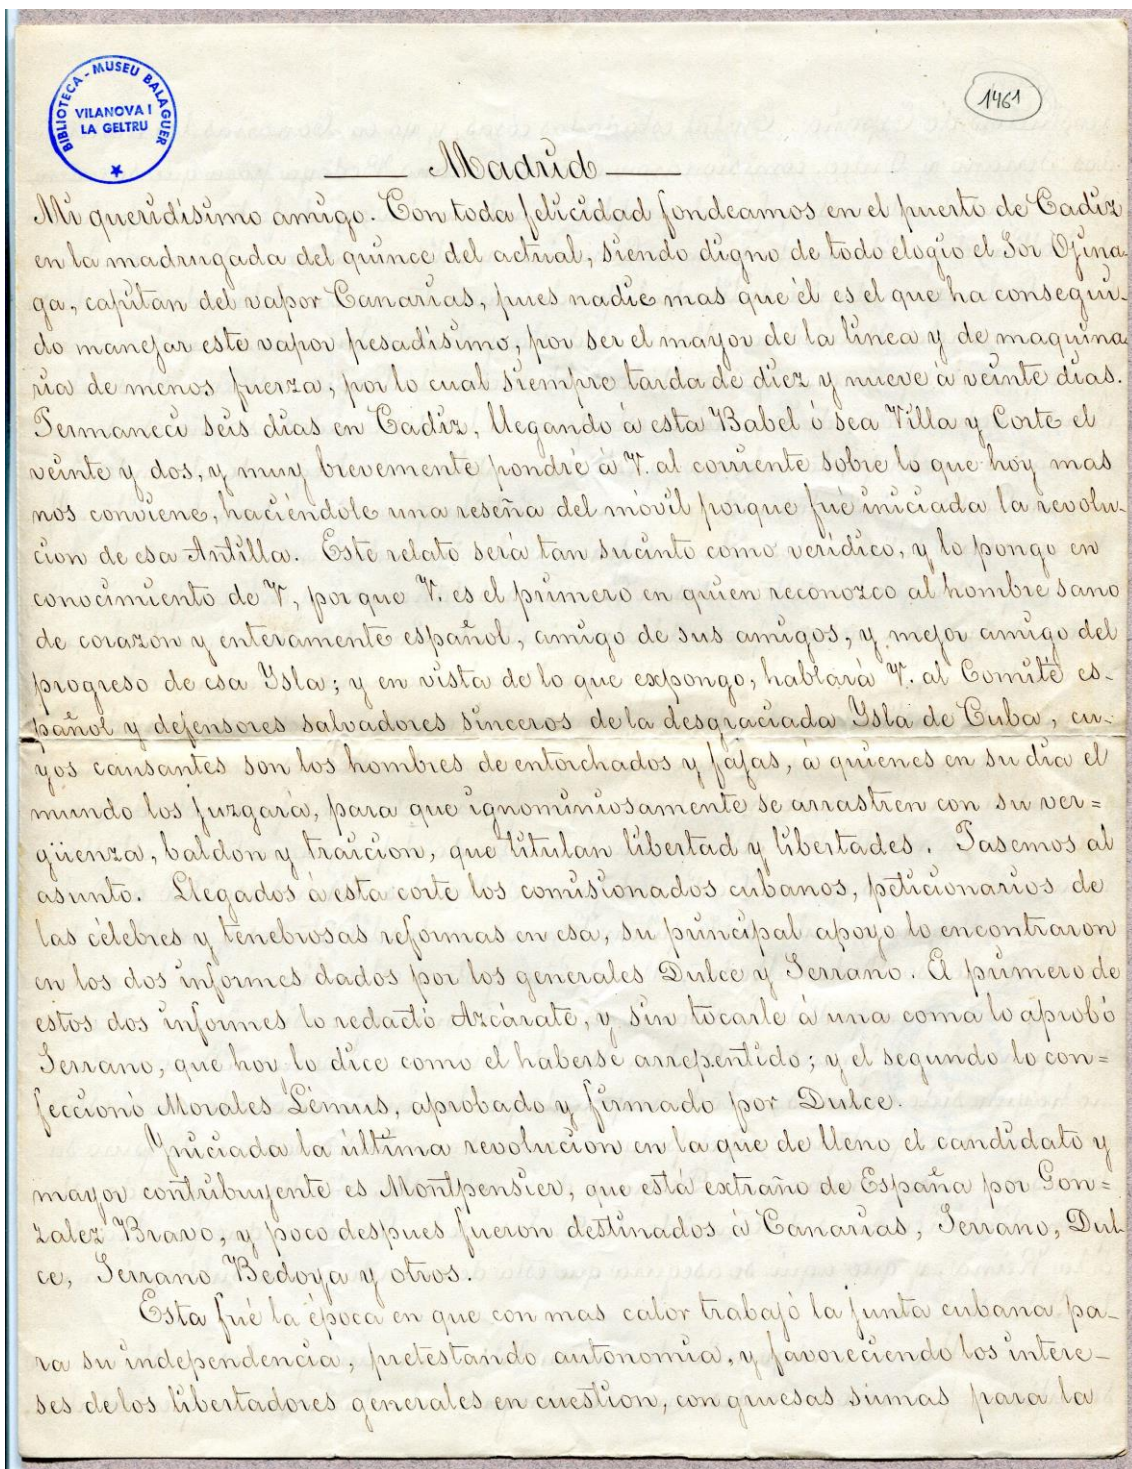 BIBLIOTECA - MUSEU BALAGUER
VILANOVA I
LA GELTRU
1461
Madrid
Mi queridísimo amigo. Con toda felicidad fondeamos en el puerto de Cadiz
en la madrugada del quince del actual, siendo digno de todo elogio el Sor Ojina-
ga, capitan del vapor Canarias, pues nadie mas que él es el que ha consegui-
do manejar este vapor pesadísimo, por ser el mayor de la línea y de maquina-
ria de menos fuerza, por lo cual siempre tarda de diez y nueve á veinte dias.
Permanecí seis dias en Cadiz, llegando á esta Babel ó sea Villa y Corte el
veinte y dos, y muy brevemente pondré á V. al corriente sobre lo que hoy mas
nos conviene, haciéndole una reseña del móvil porque fué iniciada la revolu-
cion de esa Antilla. Este relato será tan sucinto como verídico, y lo pongo en
conocimiento de V, por que V. es el primero en quien reconozco al hombre sano
de corazon y enteramente español, amigo de sus amigos, y mejor amigo del
progreso de esa Ysla; y en vista de lo que expongo, hablará V. al Comité es-
pañol y defensores salvadores sinceros de la desgraciada Ysla de Cuba, cu-
yos causantes son los hombres de entorchados y fajas, á quienes en su dia el
mundo los juzgará, para que ignominiosamente se arrastren con su ver=
güenza, baldon y traicion, que titulan libertad y libertades. Pasemos al
asunto. Llegados á esta corte los comisionados cubanos, peticionarios de
las célebres y tenebrosas reformas en esa, su principal apoyo lo encontraron
en los dos informes dados por los generales Dulce y Serrano. El primero de
estos dos informes lo redactó Azcárate, y sin tocarle á una coma lo aprobó
Serrano, que hoy lo dice como el haberse arrepentido; y el segundo lo con=
feccionó Morales Lémus, aprobado y firmado por Dulce.
Yniciada la última revolucion en la que de lleno el candidato y
mayor contribuyente es Montpensier, que está extraño de España por Gon=
zalez Bravo, y poco despues fueron destinados á Canarias, Serrano, Dul-
ce, Serrano Bedoya y otros.
Esta fué la época en que con mas calor trabajó la junta cubana pa-
ra su independencia, pretestando autonomia, y favoreciendo los intere-
ses de los libertadores generales en cuestion, con gruesas sumas para la